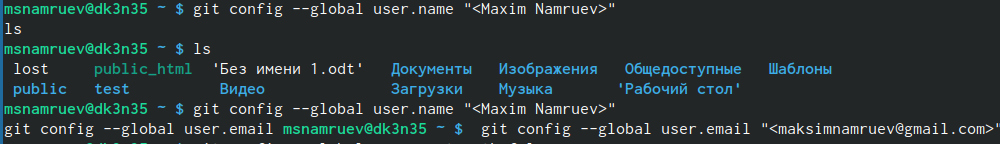 msnamruev@dk3n35 ~ $ git config --global user.name "<Maxim Namruev>"
ls
msnamruev@dk3n35 ~ $ ls
lost public_html 'Без имени 1.odt' Документы Изображения Общедоступные Шаблоны
public test Видео Загрузки Музыка 'Рабочий стол'
msnamruev@dk3n35 ~ $ git config --global user.name "<Maxim Namruev>"
git config --global user.email msnamruev@dk3n35 ~ $ git config --global user.email "<maksimnamruev@gmail.com>"